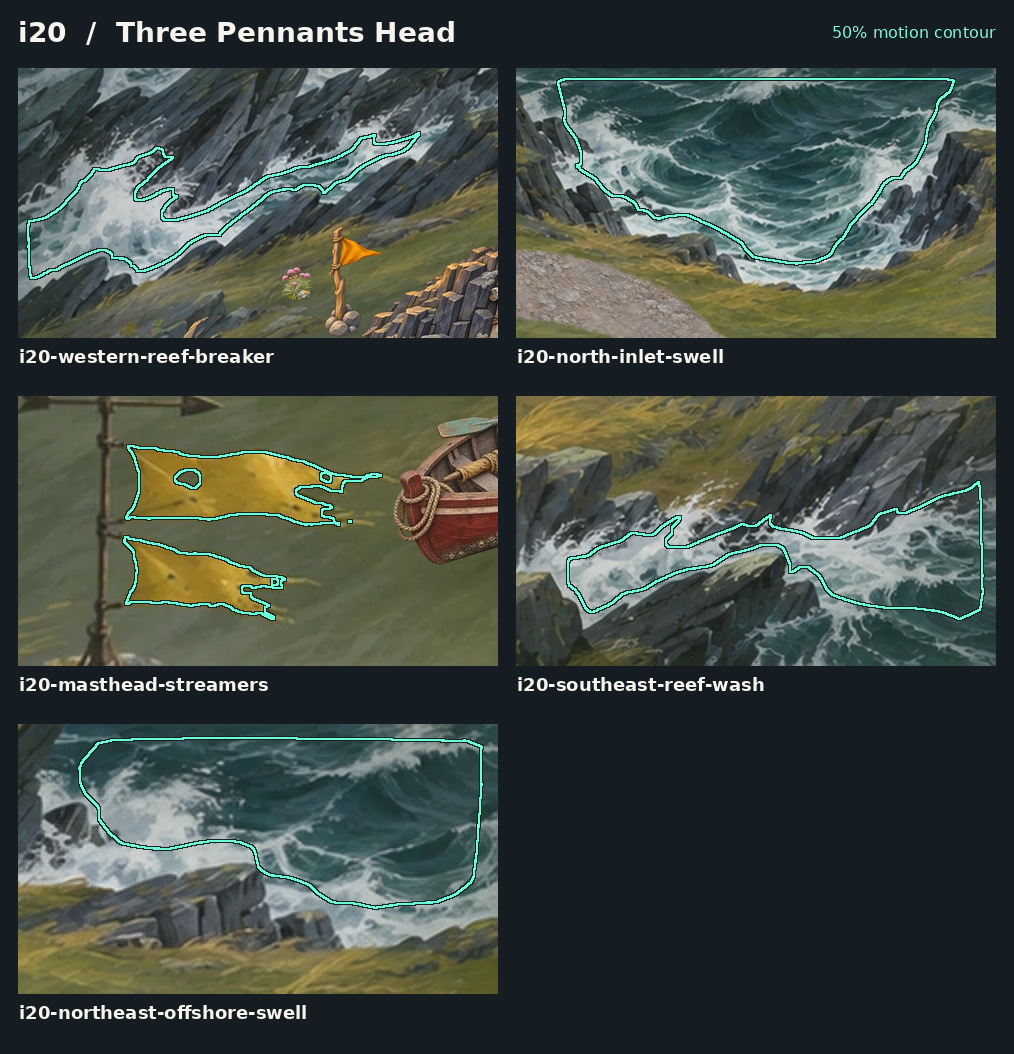 i20 / Three Pennants Head
50% motion contour
i20-western-reef-breaker
i20-north-inlet-swell
i20-masthead-streamers
i20-southeast-reef-wash
i20-northeast-offshore-swell